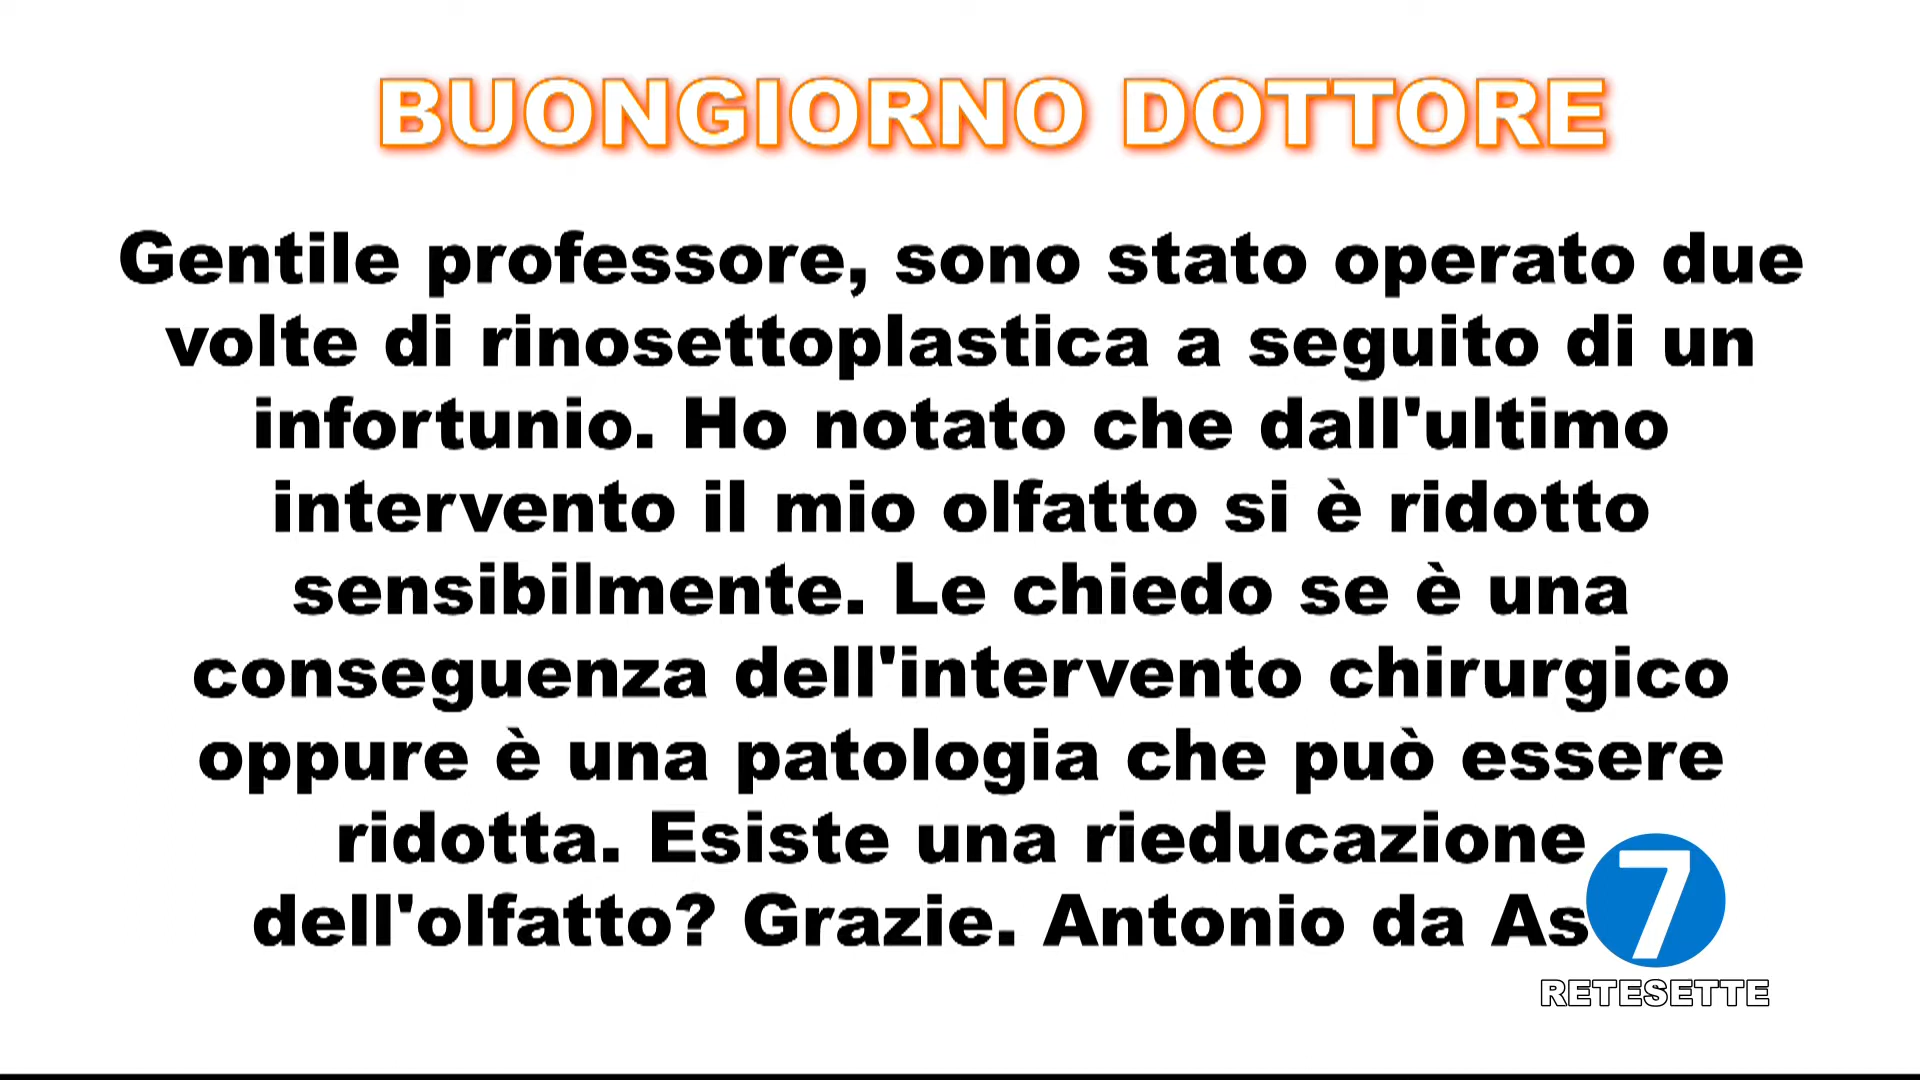 BUONGIORNO DOTTORE
Gentile professore, sono stato operato due
volte di rinosettoplastica a seguito di un
infortunio. Ho notato che dall'ultimo
intervento il mio olfatto si è ridotto
sensibilmente. Le chiedo se è una
conseguenza dell'intervento chirurgico
oppure è una patologia che può essere
ridotta. Esiste una rieducazione
dell'olfatto? Grazie. Antonio da
7
RETESETTE